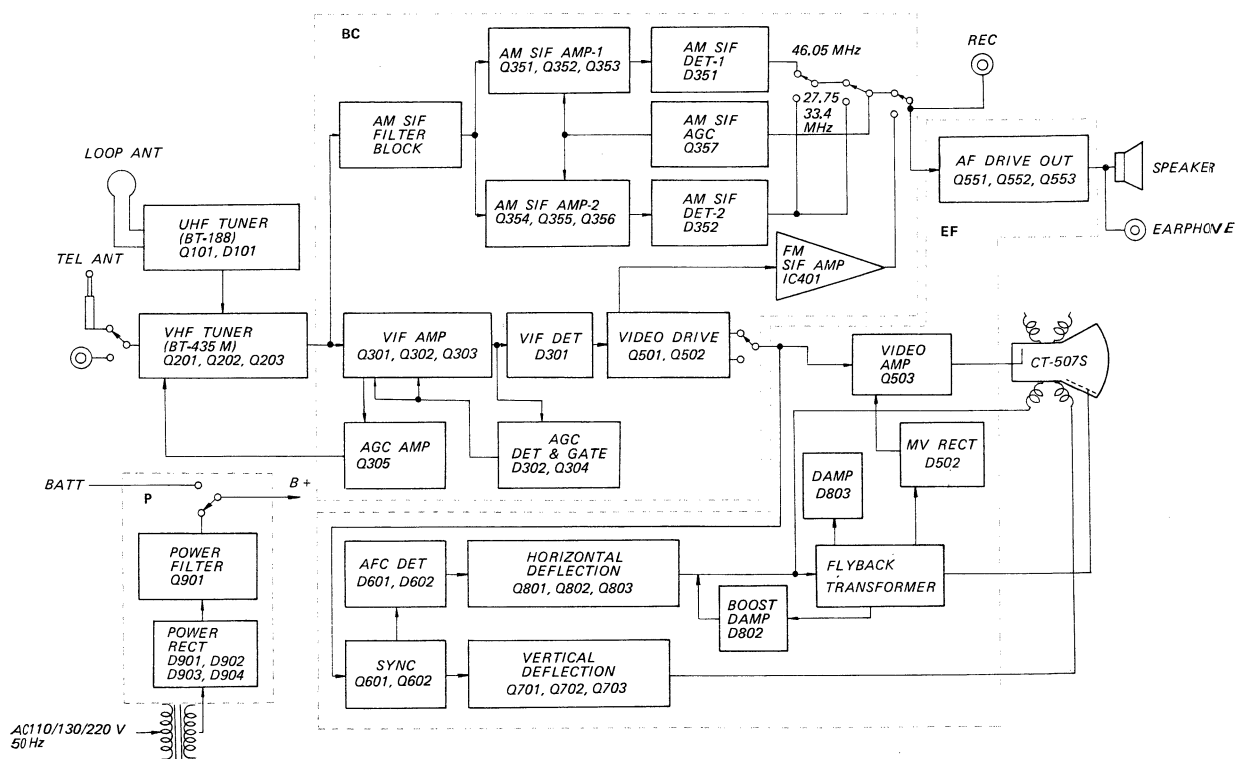 BC
AM SIF AMP-1
Q351, Q352, Q353
AM SIF
DET-1
D351
46.05 MHz
REC
27.75
33.4
MHz
AM SIF
FILTER
BLOCK
AM SIF
AGC
Q357
LOOP ANT
AM SIF AMP-2
Q354, Q355, Q356
AM SIF
DET-2
D352
AF DRIVE OUT
Q551, Q552, Q553
SPEAKER
EF
EARPHOVE
UHF TUNER
(BT-188)
Q101, D101
TEL ANT
FM
SIF AMP
IC401
VHF TUNER
(BT-435 M)
Q201, Q202, Q203
VIF AMP
Q301, Q302, Q303
VIF DET
D301
VIDEO DRIVE
Q501, Q502
VIDEO
AMP
Q503
CT-507S
AGC AMP
Q305
AGC
DET & GATE
D302, Q304
MV RECT
D502
BATT
P
B +
DAMP
D803
POWER
FILTER
Q901
AFC DET
D601, D602
HORIZONTAL
DEFLECTION
Q801, Q802, Q803
FLYBACK
TRANSFORMER
BOOST
DAMP
D802
POWER
RECT
D901, D902
D903, D904
SYNC
Q601, Q602
VERTICAL
DEFLECTION
Q701, Q702, Q703
AC110/130/220 V
50 Hz